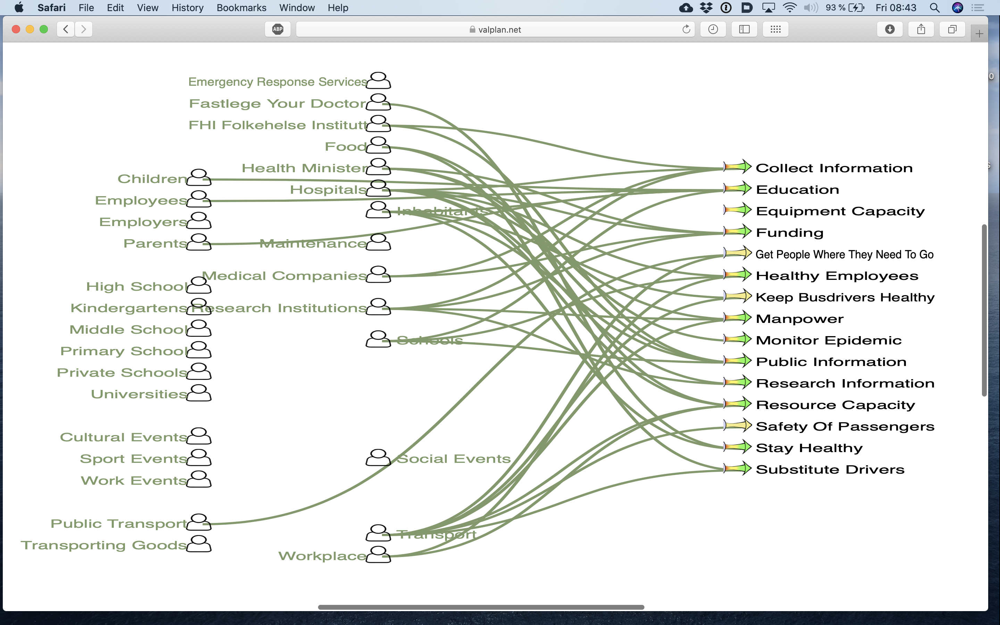 Safari File Edit View History Bookmarks Window Help 93 % Fri 08:43
ABP valplan.net
Emergency Response Services
Fastlege Your Doctor
FHI Folkehelse Institutt
Food
Health Minister
Hospitals
Inhabitants
Maintenance
Medical Companies
Research Institutions
Schools
Social Events
Transport
Workplace
Children
Employees
Employers
Parents
High School
Kindergartens
Middle School
Primary School
Private Schools
Universities
Cultural Events
Sport Events
Work Events
Public Transport
Transporting Goods
Collect Information
Education
Equipment Capacity
Funding
Get People Where They Need To Go
Healthy Employees
Keep Busdrivers Healthy
Manpower
Monitor Epidemic
Public Information
Research Information
Resource Capacity
Safety Of Passengers
Stay Healthy
Substitute Drivers